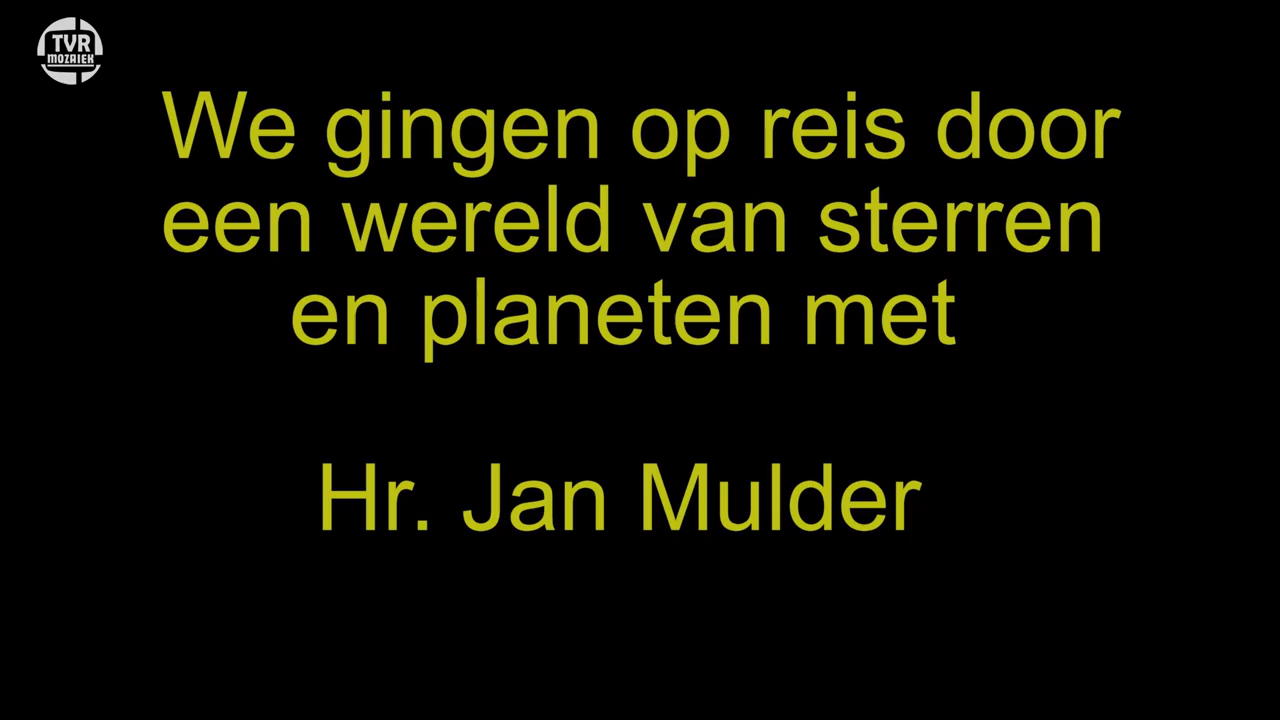 TVR
MOZAIEK
We gingen op reis door
een wereld van sterren
en planeten met
Hr. Jan Mulder